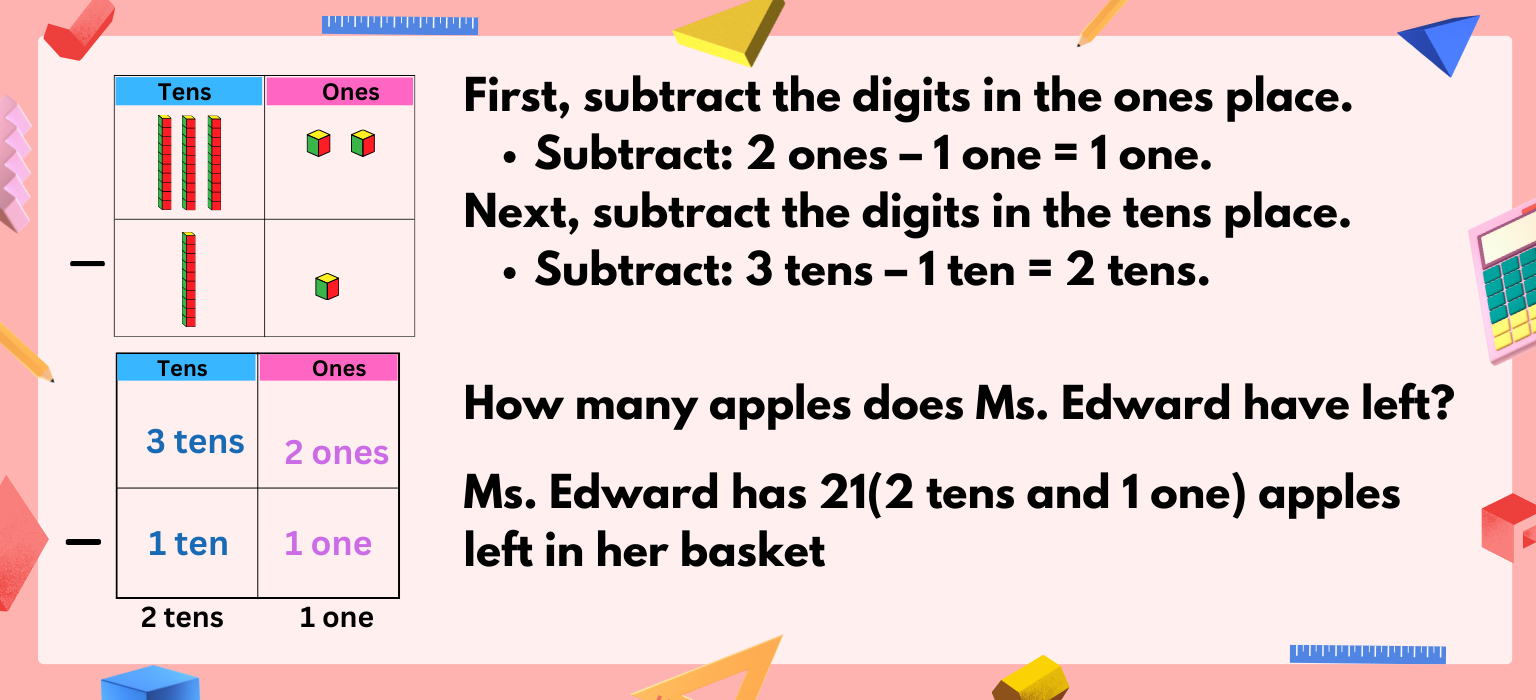 Tens Ones
First, subtract the digits in the ones place.
• Subtract: 2 ones – 1 one = 1 one.
Next, subtract the digits in the tens place.
• Subtract: 3 tens – 1 ten = 2 tens.
–
Tens Ones
3 tens 2 ones
– 1 ten 1 one
2 tens 1 one
How many apples does Ms. Edward have left?
Ms. Edward has 21(2 tens and 1 one) apples
left in her basket